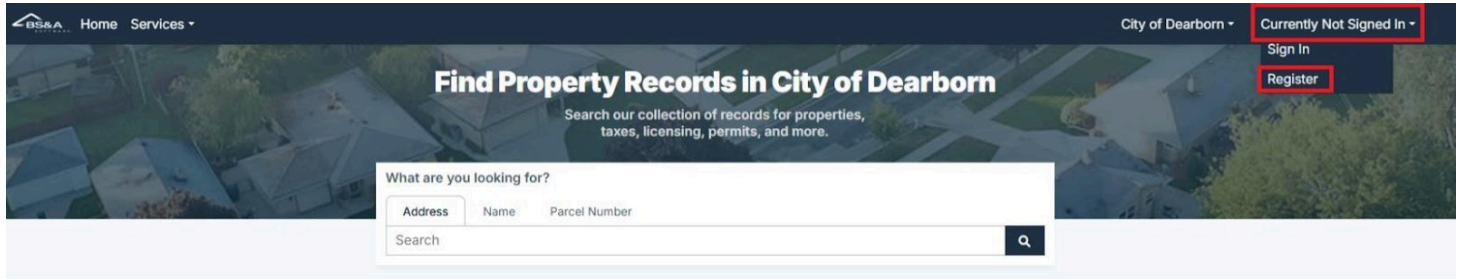 BS&A Home Services City of Dearborn Currently Not Signed In
SOFTWARE
Sign In
Register
Find Property Records in City of Dearborn
Search our collection of records for properties,
taxes, licensing, permits, and more.
What are you looking for?
Address Name Parcel Number
Search